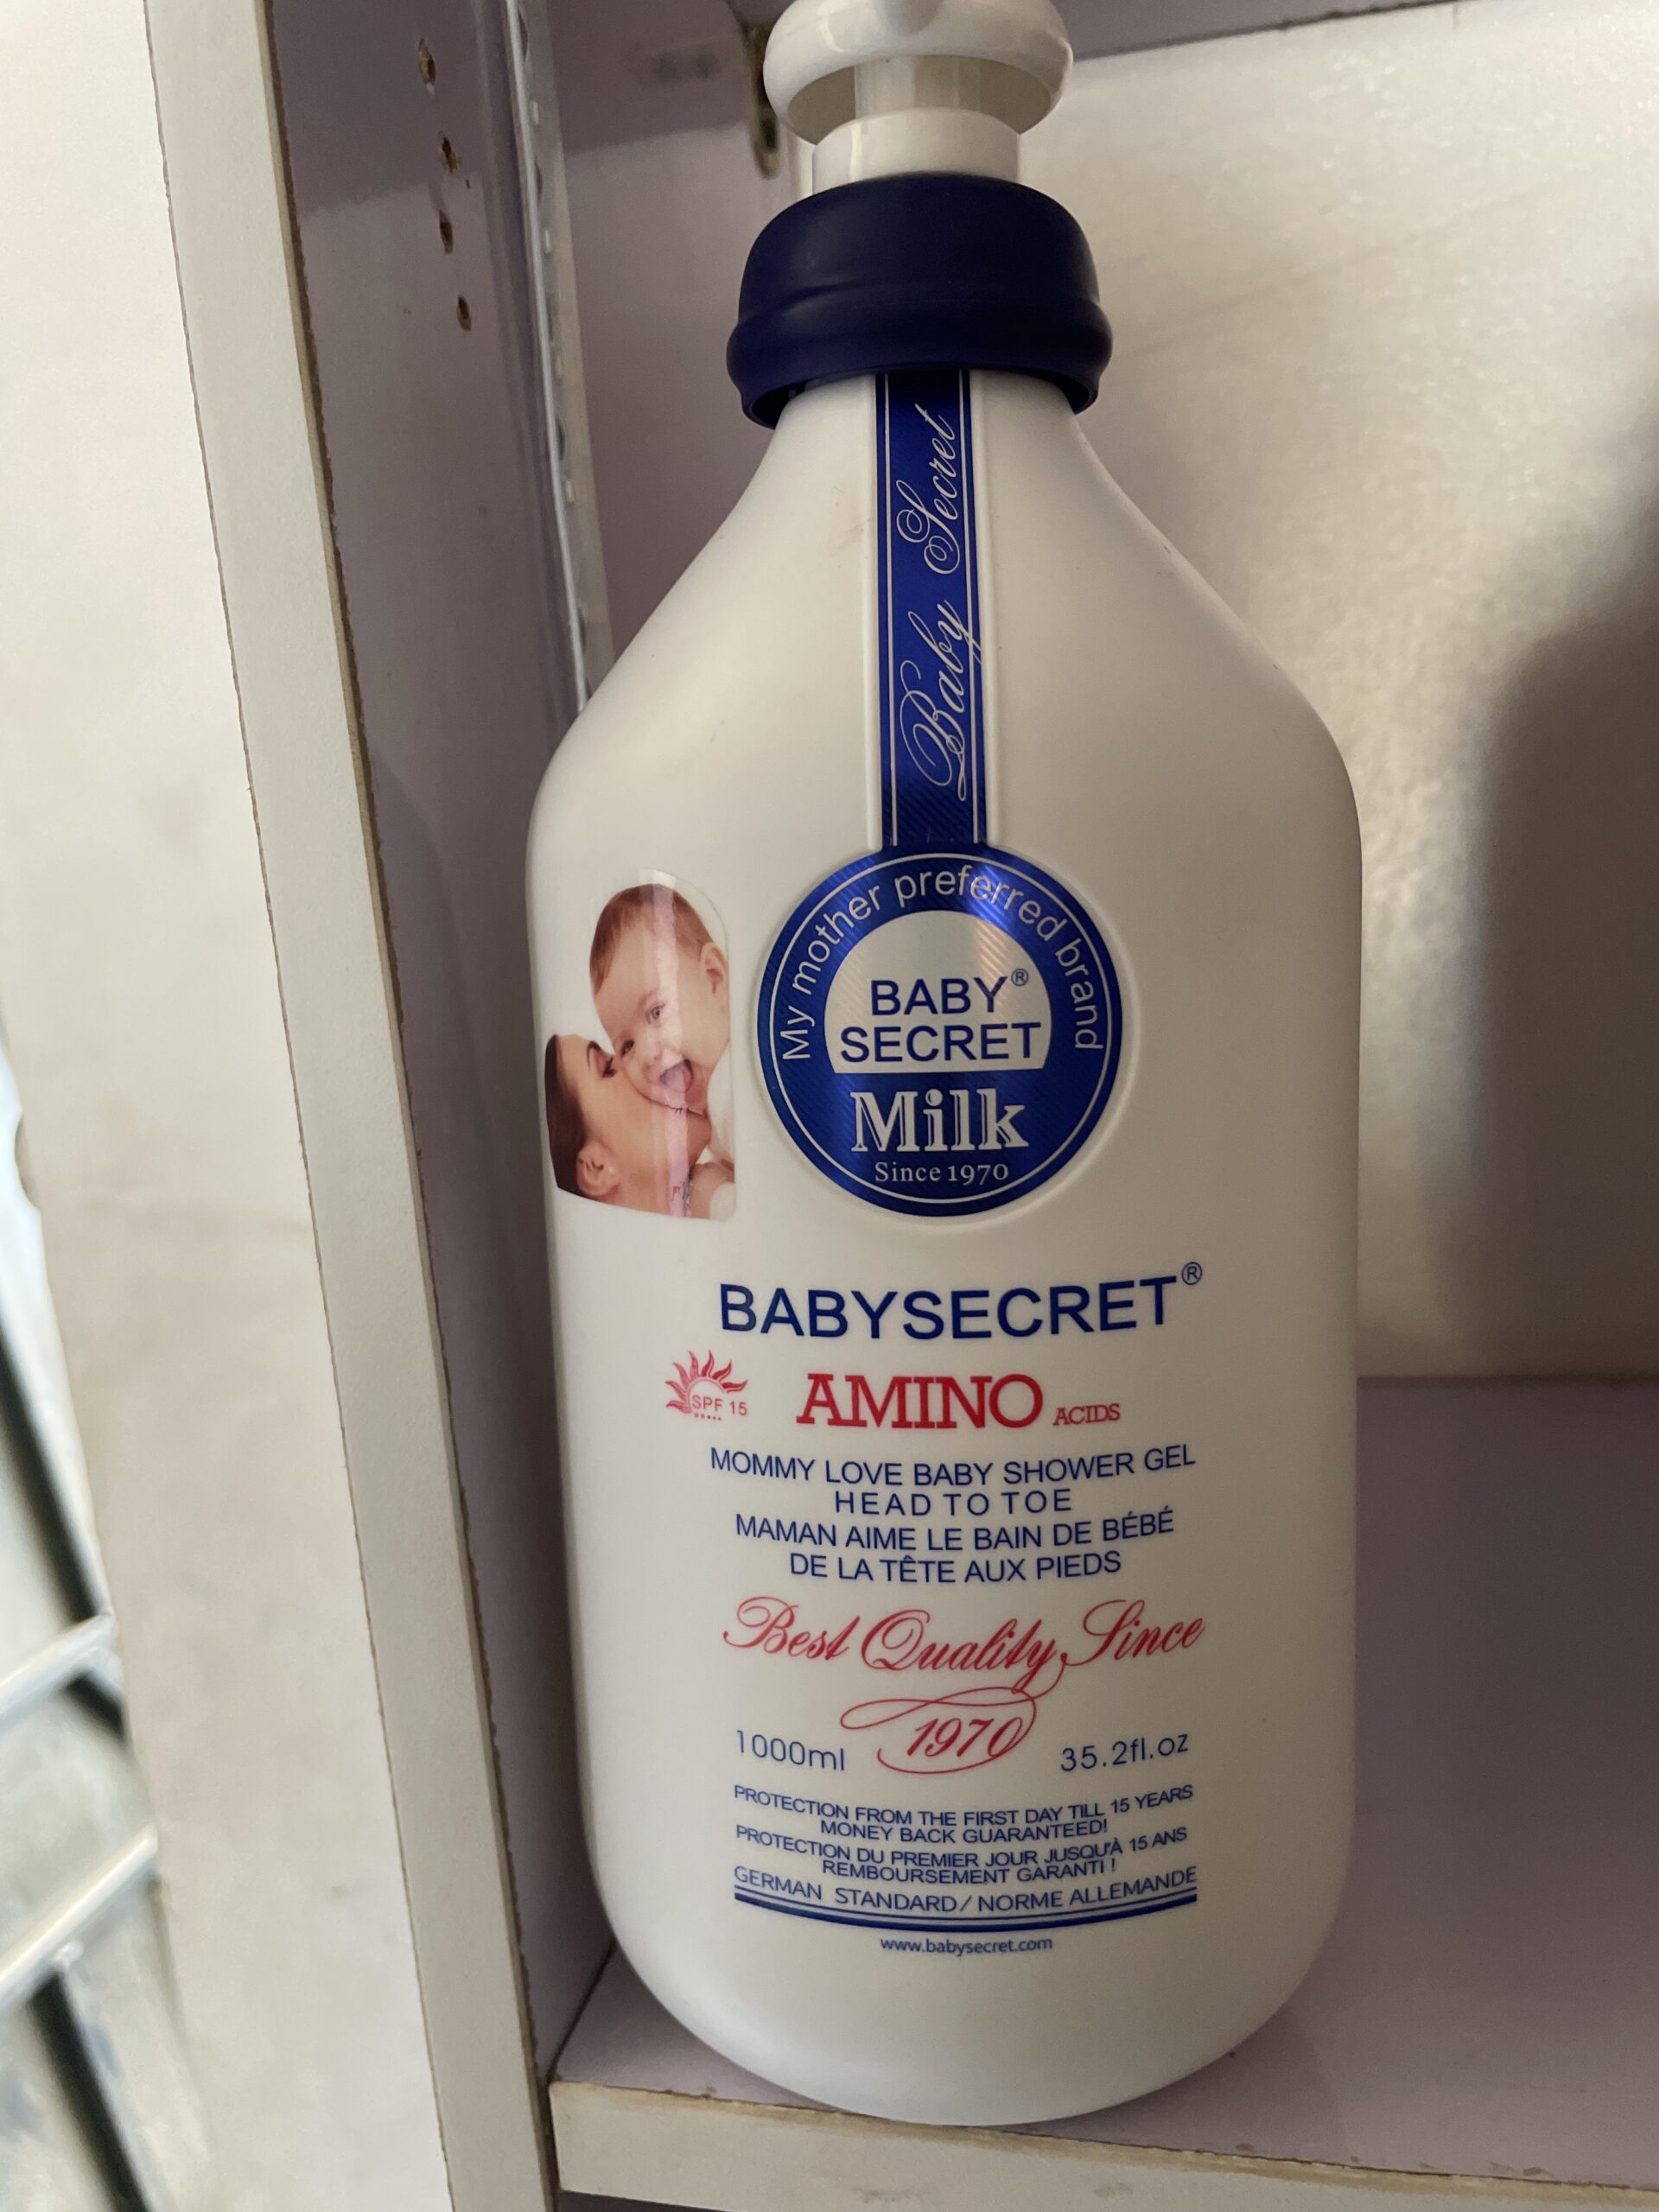 Baby Secret
My mother preferred brand
BABY®
SECRET
Milk
Since 1970
BABYSECRET®
SPF 15
AMINO ACIDS
MOMMY LOVE BABY SHOWER GEL
HEAD TO TOE
MAMAN AIME LE BAIN DE BÉBÉ
DE LA TÊTE AUX PIEDS
Best Quality Since
1970
1000ml
35.2fl.oz
PROTECTION FROM THE FIRST DAY TILL 15 YEARS
MONEY BACK GUARANTEED!
PROTECTION DU PREMIER JOUR JUSQU'À 15 ANS
REMBOURSEMENT GARANTI !
GERMAN STANDARD/ NORME ALLEMANDE
www.babysecret.com